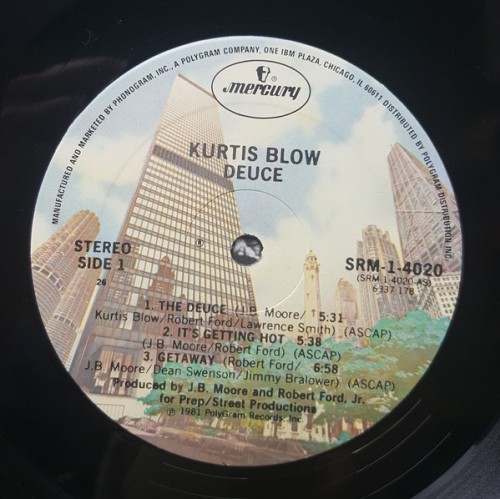 MANUFACTURED AND MARKETED BY PHONOGRAM, INC., A POLYGRAM COMPANY, ONE IBM PLAZA, CHICAGO, IL 60611 DISTRIBUTED BY POLYGRAM DISTRIBUTION INC.
mercury ®
KURTIS BLOW
DEUCE
STEREO
SIDE 1
26
SRM-1-4020
(SRM-1-4020-AS)
6337 178
1. THE DEUCE (J.B. Moore/ † 5:31
Kurtis Blow/Robert Ford/Lawrence Smith) (ASCAP)
2. IT'S GETTING HOT 5:38
(J.B. Moore/Robert Ford) (ASCAP)
3. GETAWAY (Robert Ford/ 6:58
J.B. Moore/Dean Swenson/Jimmy Bralower) (ASCAP)
Produced by J.B. Moore and Robert Ford, Jr.
for Prep/Street Productions
℗ 1981 PolyGram Records, Inc.